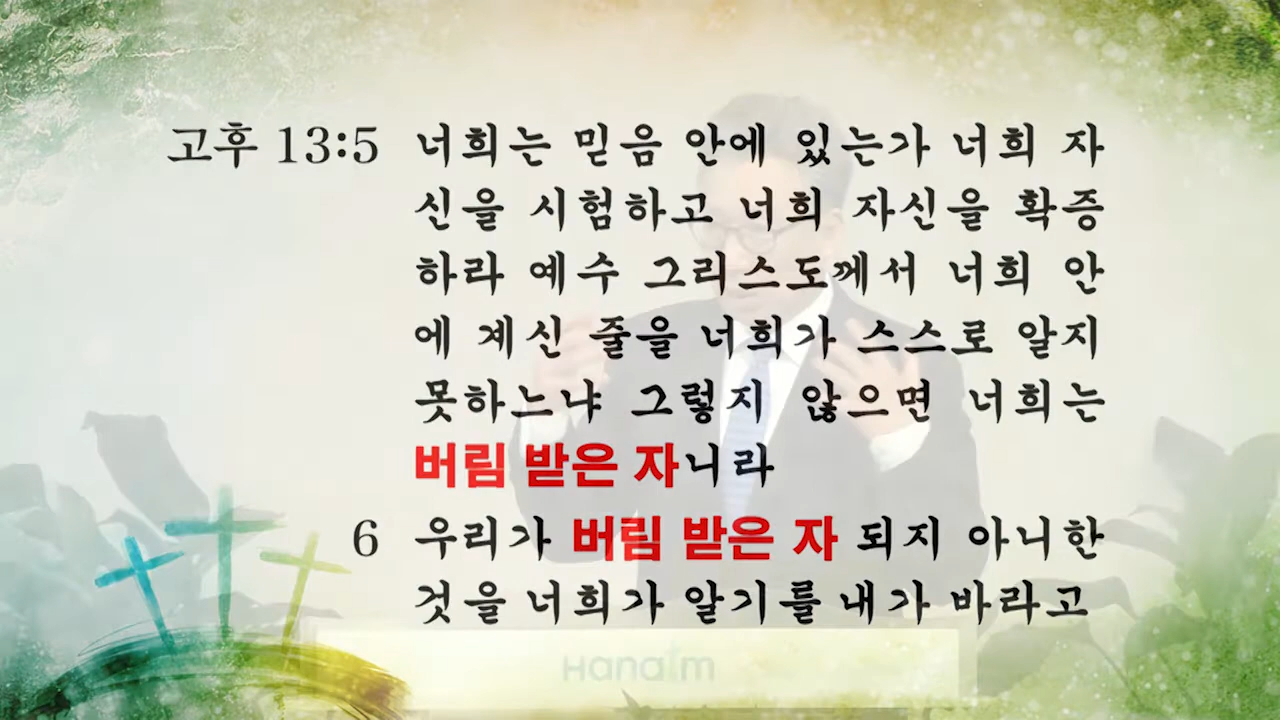 고후 13:5 너희는 믿음 안에 있는가 너희 자
신을 시험하고 너희 자신을 확증
하라 예수 그리스도께서 너희 안
에 계신 줄을 너희가 스스로 알지
못하느냐 그렇지 않으면 너희는
버림 받은 자니라
6 우리가 버림 받은 자 되지 아니한
것을 너희가 알기를 내가 바라고
Hanaim